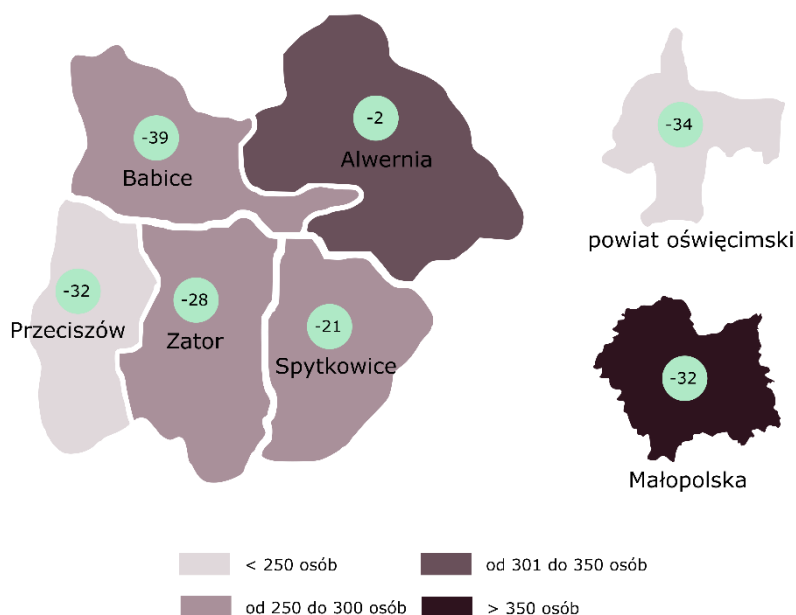 -39
Babice
-2
Alwernia
-34
powiat oświęcimski
-32
Przeciszów
-28
Zator
-21
Spytkowice
-32
Małopolska
< 250 osób
od 301 do 350 osób
od 250 do 300 osób
> 350 osób